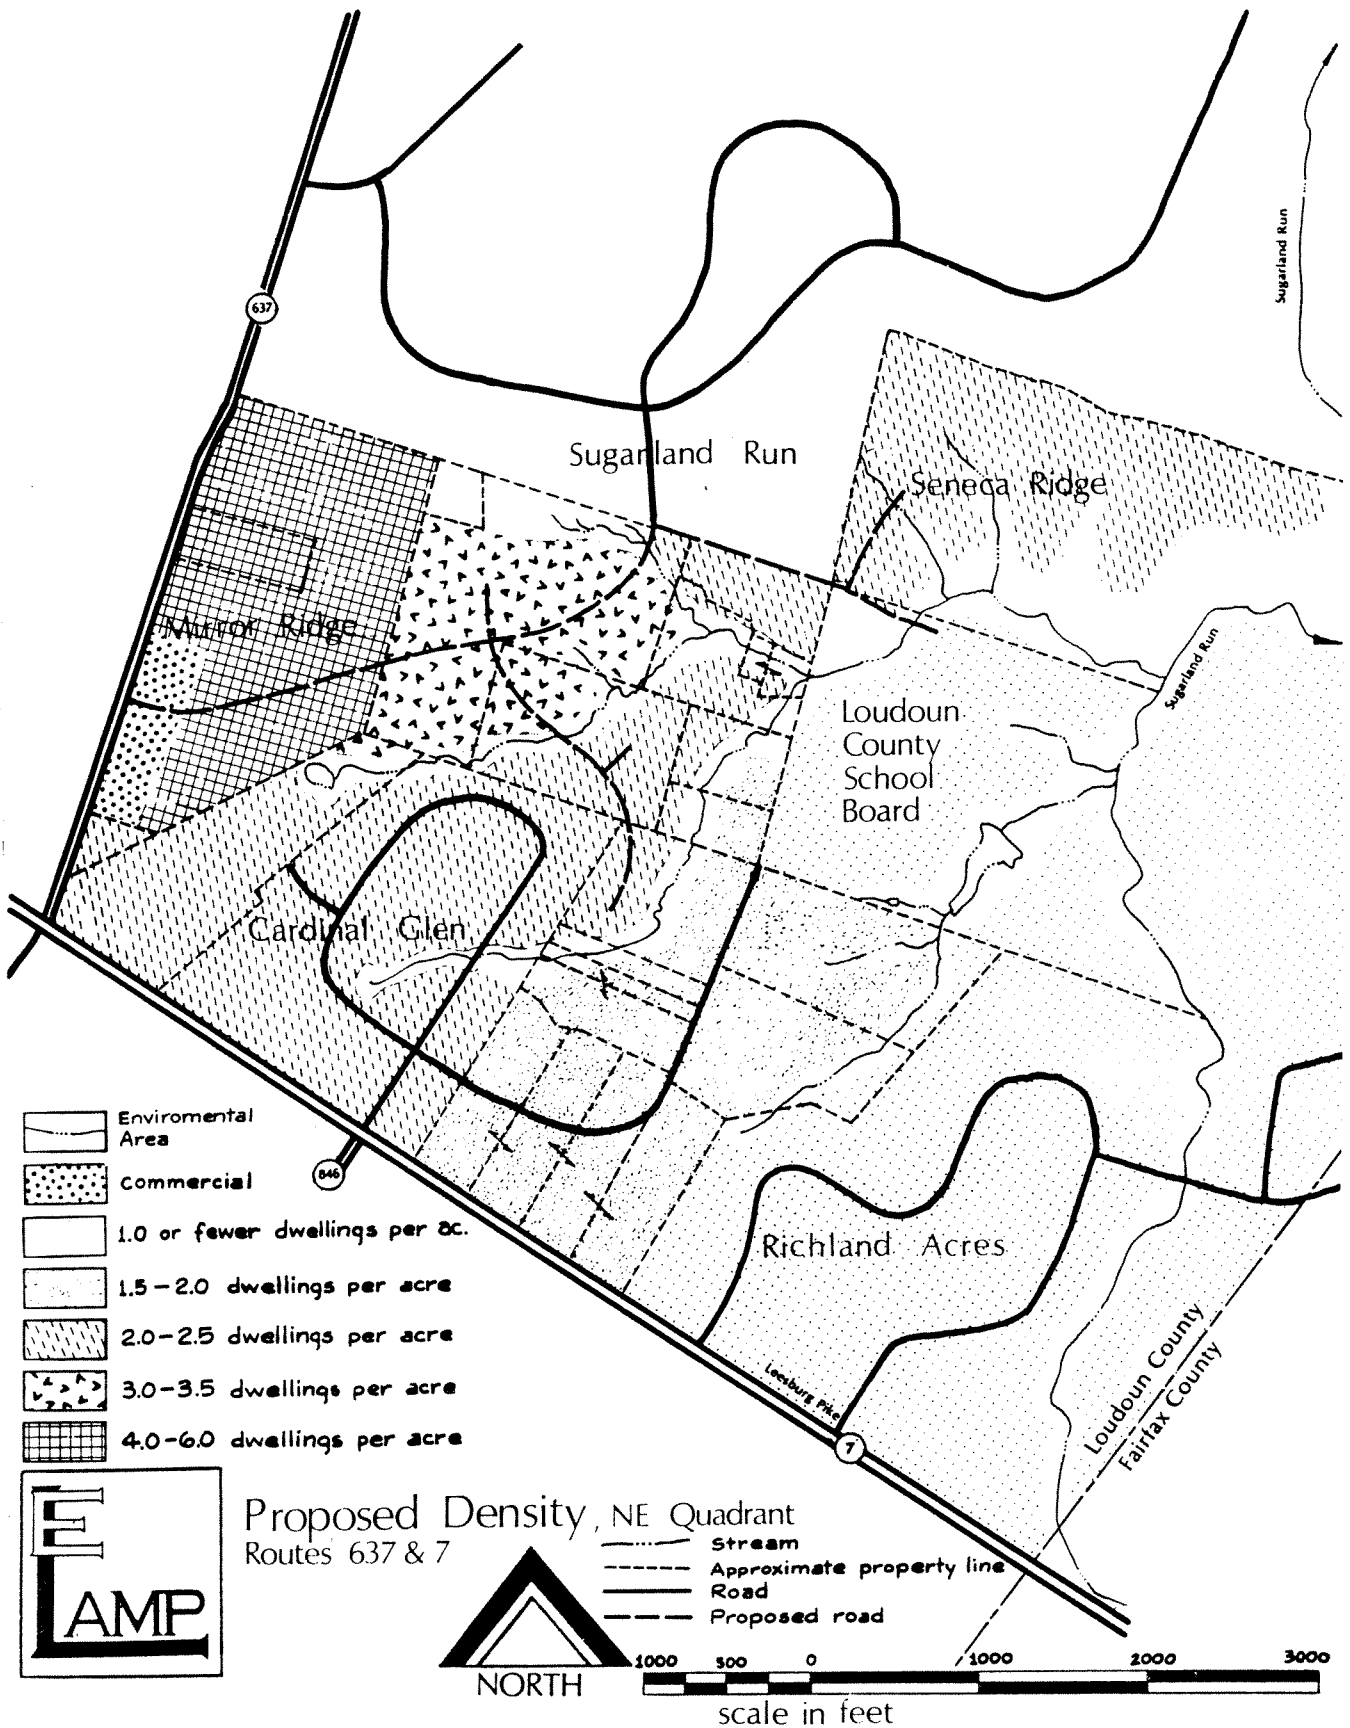 Sugarland Run
637
Sugarland Run
Seneca Ridge
Mirror Ridge
Sugarland Run
Loudoun
County
School
Board
Cardinal Glen
Enviromental
Area
Commercial
846
1.0 or fewer dwellings per ac.
1.5-2.0 dwellings per acre
2.0-2.5 dwellings per acre
3.0-3.5 dwellings per acre
4.0-6.0 dwellings per acre
Richland Acres
Leesburg Pike
7
Loudoun County
Fairfax County
E
LAMP
Proposed Density, NE Quadrant
Routes 637 & 7
Stream
Approximate property line
Road
Proposed road
NORTH
1000 500 0 1000 2000 3000
scale in feet